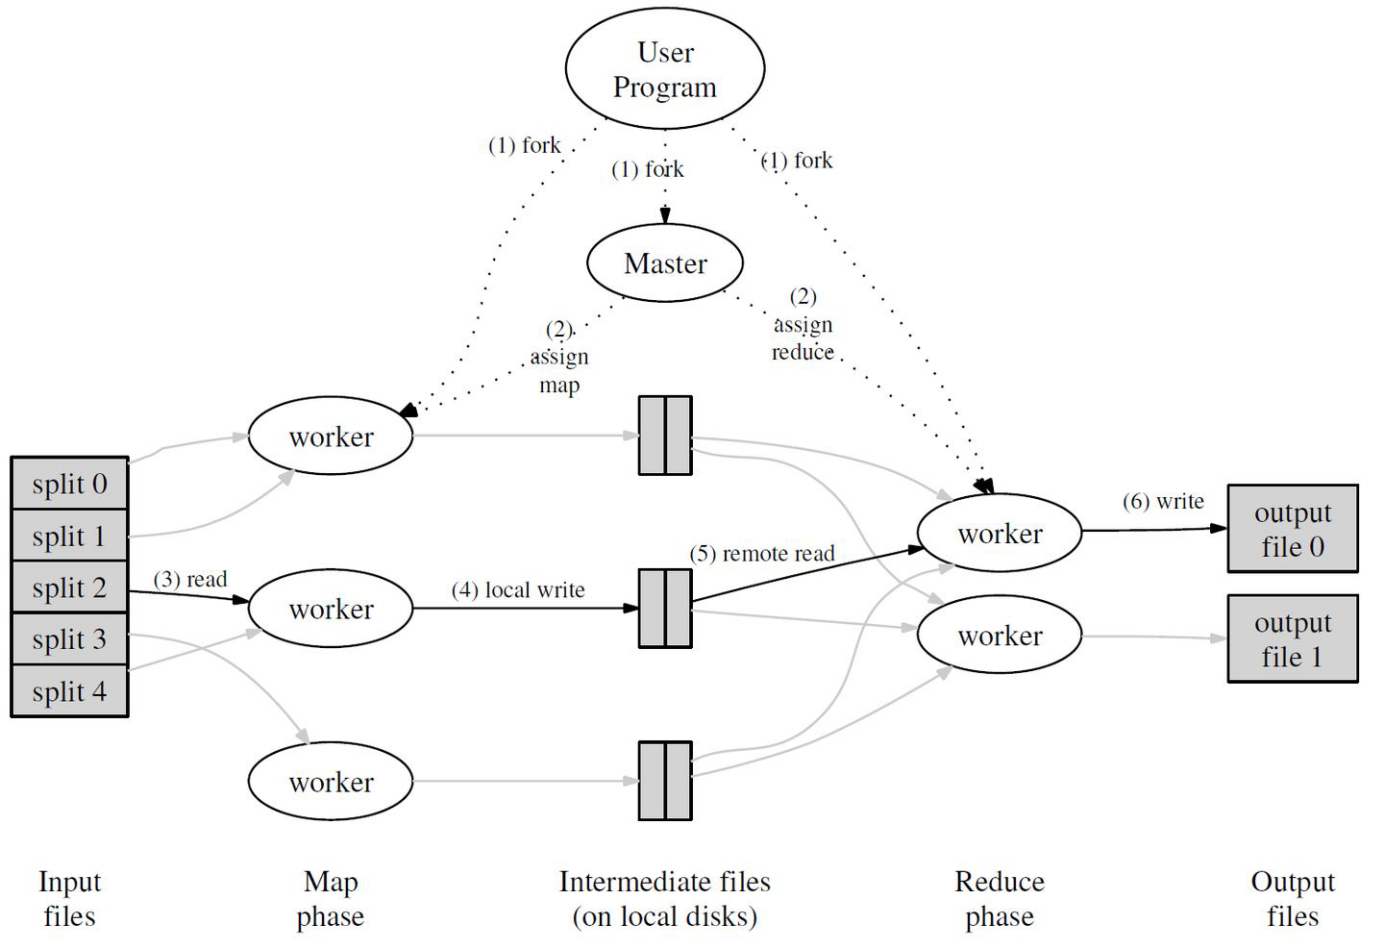 User
Program
(1) fork
(1) fork
(1) fork
Master
(2)
assign
map
(2)
assign
reduce
split 0
split 1
split 2
split 3
split 4
(3) read
worker
worker
worker
(4) local write
(5) remote read
worker
worker
(6) write
output
file 0
output
file 1
Input
files
Map
phase
Intermediate files
(on local disks)
Reduce
phase
Output
files